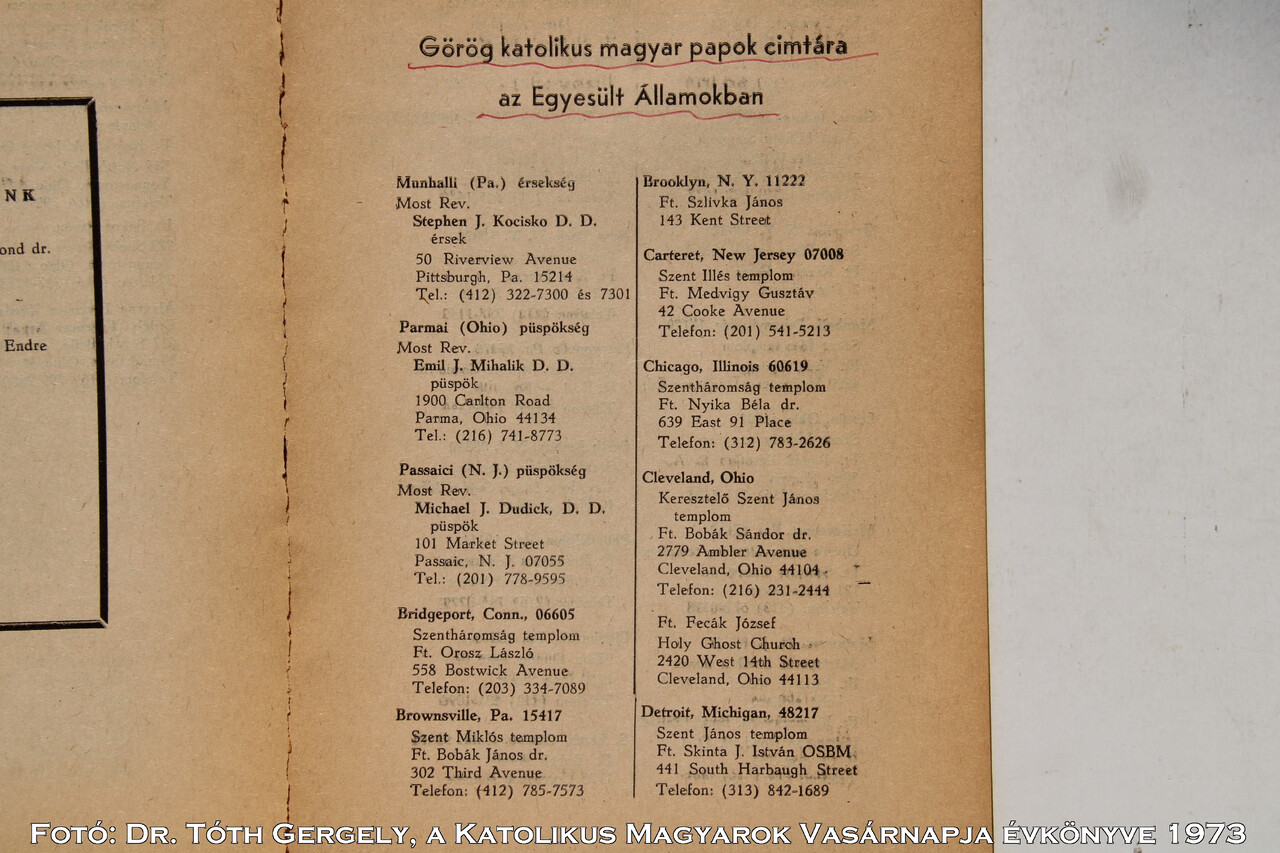 NK
ond dr.
Endre
Görög katolikus magyar papok cimtára
az Egyesült Államokban
Munhalli (Pa.) érsekség
Most Rev.
Stephen J. Kocisko D. D.
érsek
50 Riverview Avenue
Pittsburgh, Pa. 15214
Tel.: (412) 322-7300 és 7301
Parmai (Ohio) püspökség
Most Rev.
Emil J. Mihalik D. D.
püspök
1900 Carlton Road
Parma, Ohio 44134
Tel.: (216) 741-8773
Passaici (N. J.) püspökség
Most Rev.
Michael J. Dudick, D. D.
püspök
101 Market Street
Passaic, N. J. 07055
Tel.: (201) 778-9595
Bridgeport, Conn., 06605
Szentháromság templom
Ft. Orosz László
558 Bostwick Avenue
Telefon: (203) 334-7089
Brownsville, Pa. 15417
Szent Miklós templom
Ft. Bobák János dr.
302 Third Avenue
Telefon: (412) 785-7573
Brooklyn, N. Y. 11222
Ft. Szlivka János
143 Kent Street
Carteret, New Jersey 07008
Szent Illés templom
Ft. Medvigy Gusztáv
42 Cooke Avenue
Telefon: (201) 541-5213
Chicago, Illinois 60619
Szentháromság templom
Ft. Nyika Béla dr.
639 East 91 Place
Telefon: (312) 783-2626
Cleveland, Ohio
Keresztelő Szent János
templom
Ft. Bobák Sándor dr.
2779 Ambler Avenue
Cleveland, Ohio 44104
Telefon: (216) 231-2444
Ft. Fecák József
Holy Ghost Church
2420 West 14th Street
Cleveland, Ohio 44113
Detroit, Michigan, 48217
Szent János templom
Ft. Skinta J. István OSBM
441 South Harbaugh Street
Telefon: (313) 842-1689
Fotó: Dr. Tóth Gergely, a Katolikus Magyarok Vasárnapja évkönyve 1973